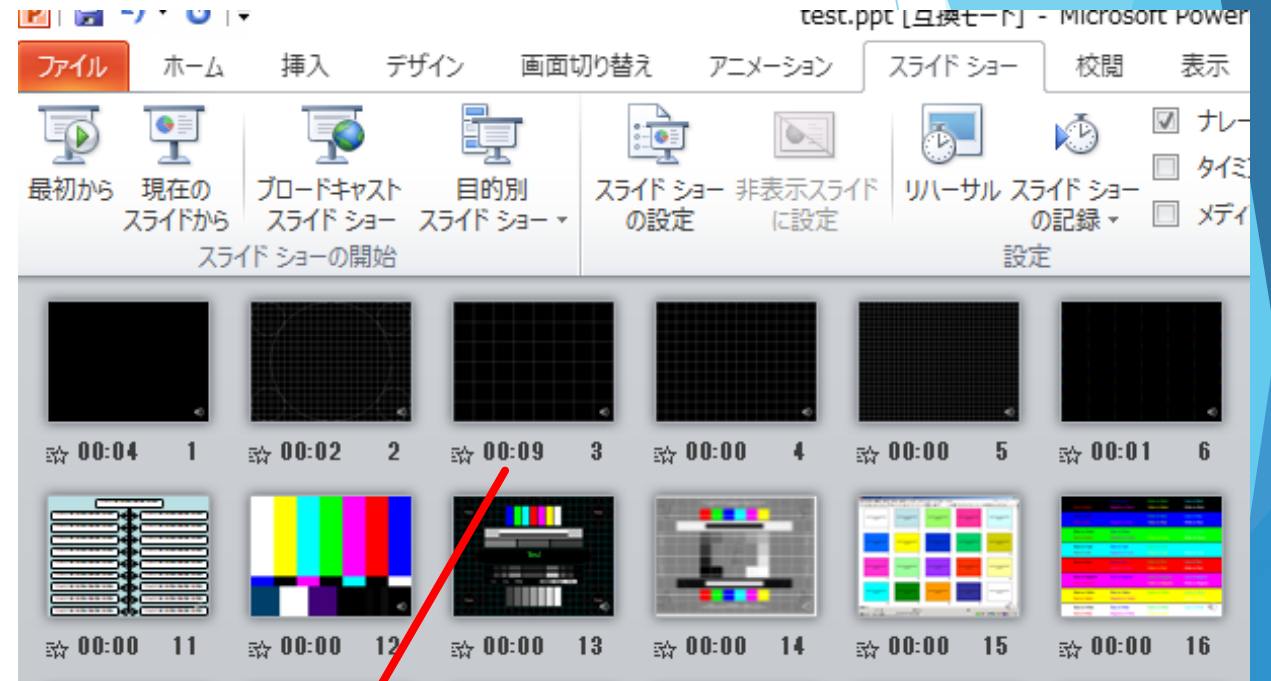 test.ppt [互換モード] - Microsoft Power
ファイル ホーム 挿入 デザイン 画面切り替え アニメーション スライド ショー 校閲 表示
最初から 現在の スライドから
ブロードキャスト スライド ショー
目的別 スライド ショー
スライド ショーの開始
スライド ショー の設定
非表示スライド に設定
リハーサル スライド ショー の記録
ナレー
タイミ
メディ
設定
00:04 1 00:02 2 00:09 3 00:00 4 00:00 5 00:01 6
00:00 11 00:00 12 00:00 13 00:00 14 00:00 15 00:00 16